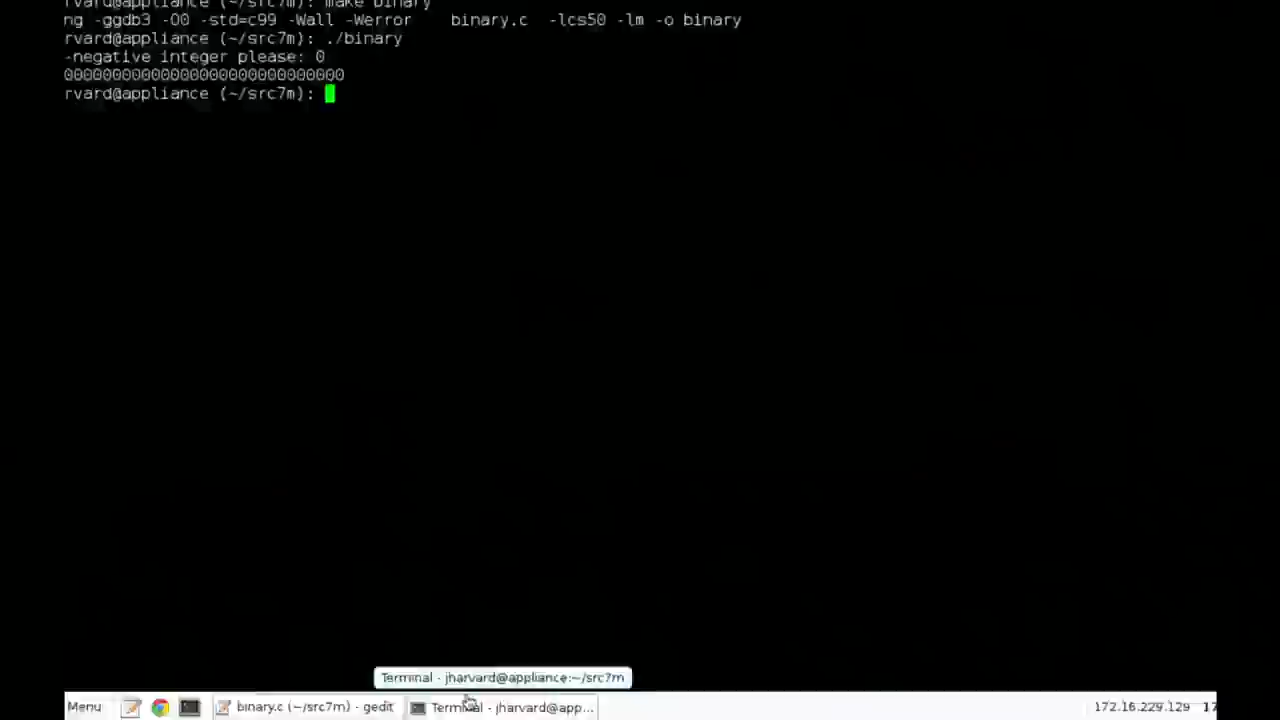 rvard@appliance (~/src7m): make binary
ng -ggdb3 -O0 -std=c99 -Wall -Werror    binary.c  -lcs50 -lm -o binary
rvard@appliance (~/src7m): ./binary
-negative integer please: 0
00000000000000000000000000000
rvard@appliance (~/src7m):
Terminal - jharvard@appliance:~/src7m
Menu binary.c (~/src7m) - gedit Terminal - jharvard@app... 172.16.229.129 17